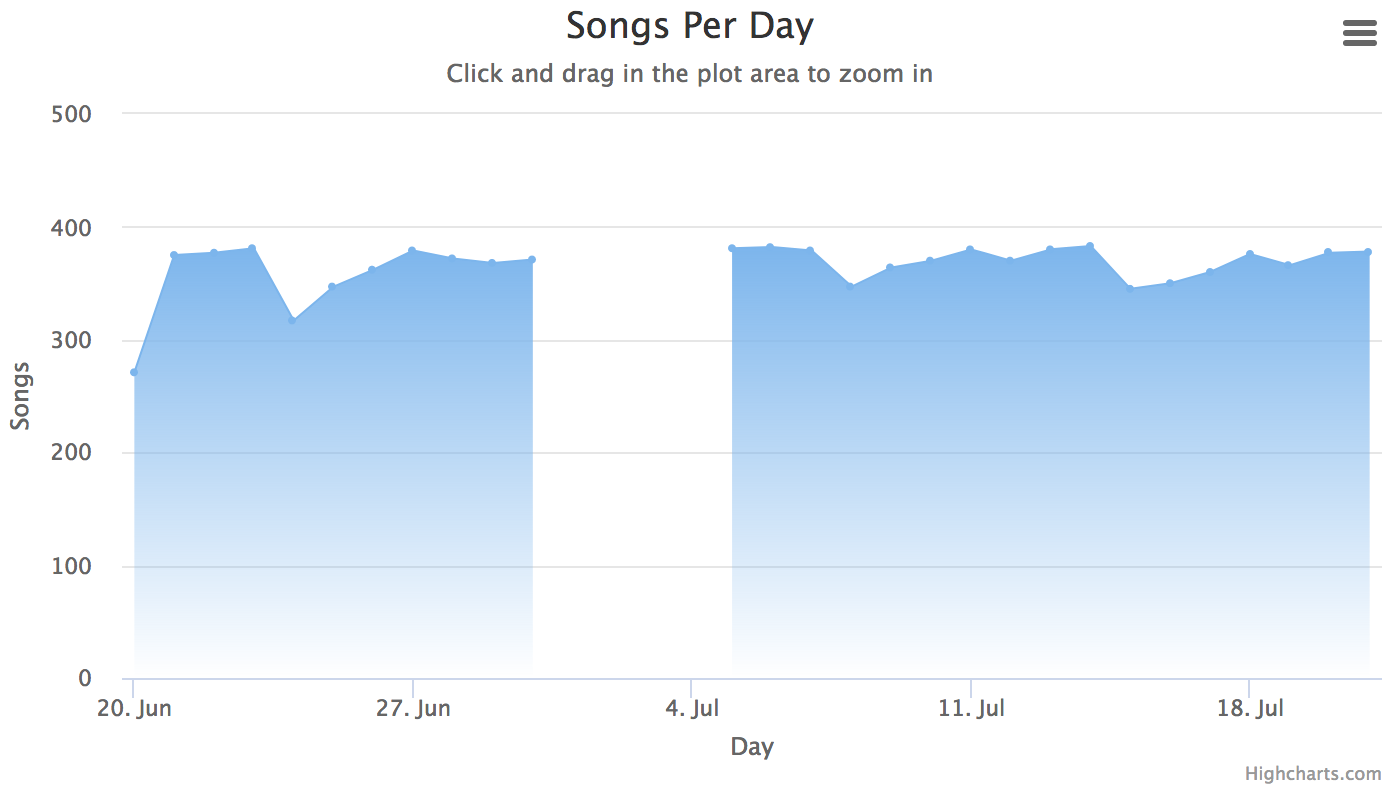 Songs Per Day
Click and drag in the plot area to zoom in
500
400
300
200
100
0
Songs
20. Jun 27. Jun 4. Jul 11. Jul 18. Jul
Day
Highcharts.com